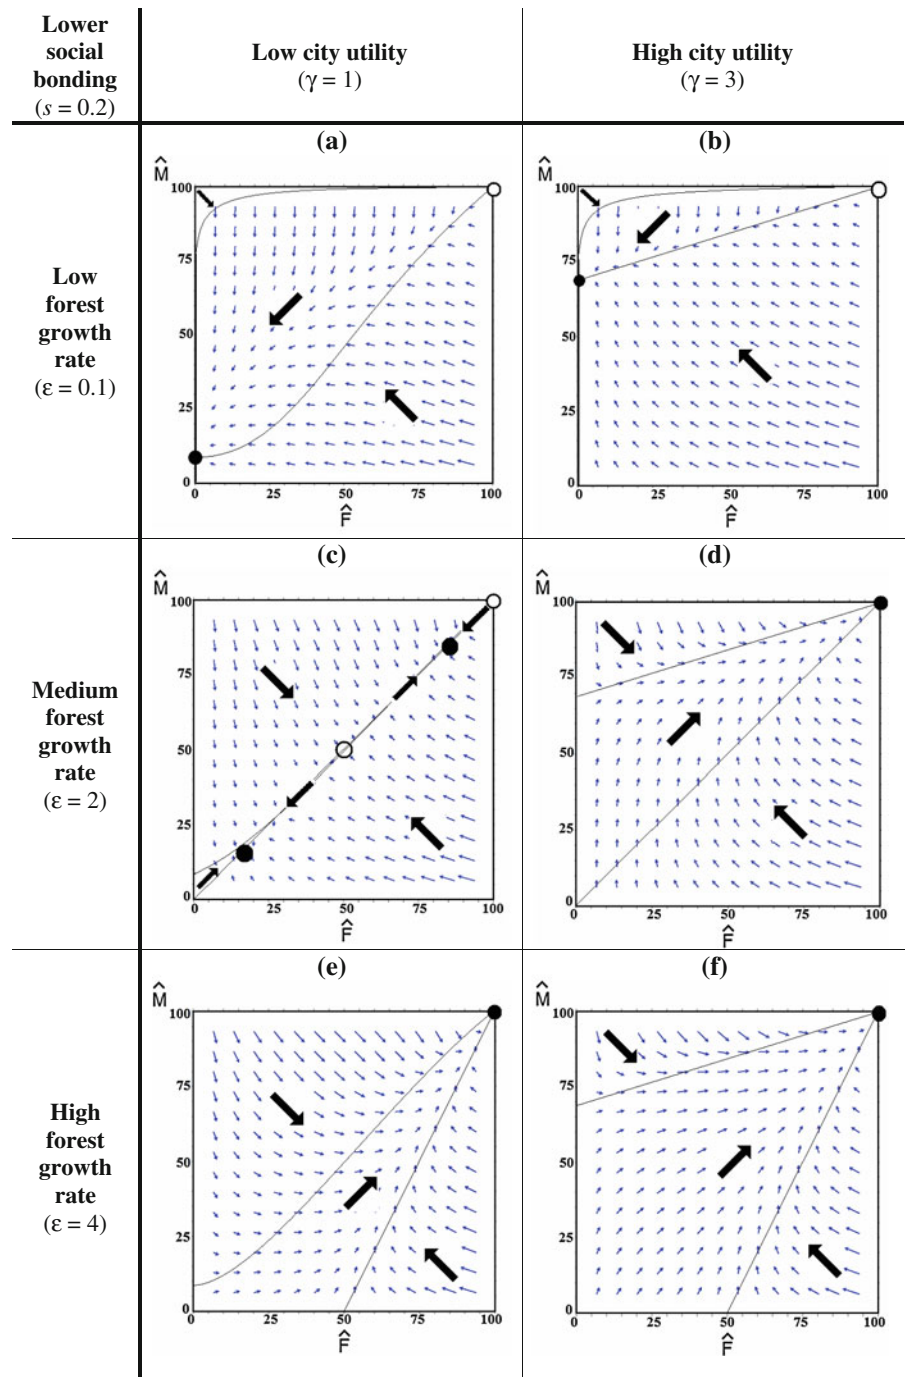 Lower
social
bonding
(s = 0.2)
Low city utility
(γ = 1)
High city utility
(γ = 3)
Low
forest
growth
rate
(ε = 0.1)
(a)
M̂
100
75
50
25
0
0 25 50 75 100
F̂
(b)
M̂
100
75
50
25
0
0 25 50 75 100
F̂
Medium
forest
growth
rate
(ε = 2)
(c)
M̂
100
75
50
25
0
0 25 50 75 100
F̂
(d)
M̂
100
75
50
25
0
0 25 50 75 100
F̂
High
forest
growth
rate
(ε = 4)
(e)
M̂
100
75
50
25
0
0 25 50 75 100
F̂
(f)
M̂
100
75
50
25
0
0 25 50 75 100
F̂